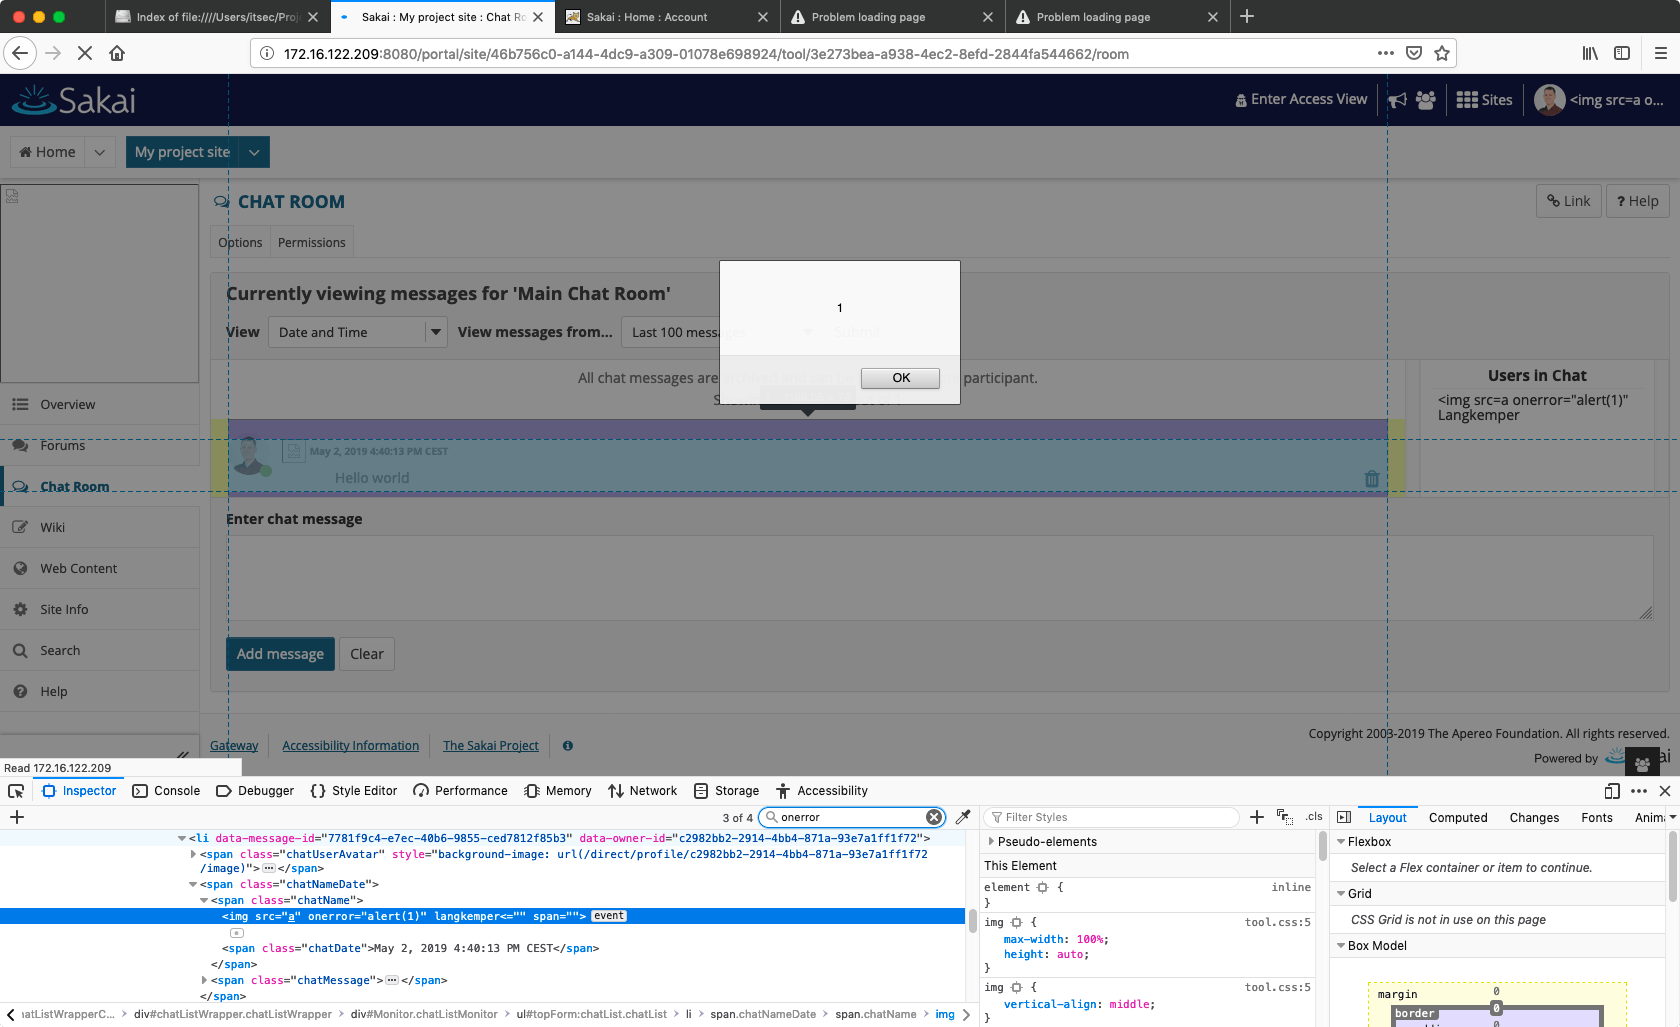 Index of file:////Users/itsec/Proj
Sakai : My project site : Chat Ro
Sakai : Home : Account
Problem loading page
Problem loading page
172.16.122.209:8080/portal/site/46b756c0-a144-4dc9-a309-01078e698924/tool/3e273bea-a938-4ec2-8efd-2844fa544662/room
Sakai
Enter Access View
Sites
<img src=a o...
Home
My project site
CHAT ROOM
Link
? Help
Options
Permissions
Currently viewing messages for 'Main Chat Room'
View
Date and Time
View messages from...
Last 100 messages
1
OK
All chat messages are
participant.
Users in Chat
<img src=a onerror="alert(1)"
Langkemper
May 2, 2019 4:40:13 PM CEST
Hello world
Overview
Forums
Chat Room
Wiki
Web Content
Site Info
Search
Help
Enter chat message
Add message
Clear
Gateway
Accessibility Information
The Sakai Project
Copyright 2003-2019 The Apereo Foundation. All rights reserved.
Powered by
Read 172.16.122.209
Inspector
Console
Debugger
Style Editor
Performance
Memory
Network
Storage
Accessibility
3 of 4
onerror
<li data-message-id="7781f9c4-e7ec-40b6-9855-ced7812f85b3" data-owner-id="c2982bb2-2914-4bb4-871a-93e7a1ff1f72">
<span class="chatUserAvatar" style="background-image: url(/direct/profile/c2982bb2-2914-4bb4-871a-93e7a1ff1f72
/image)"> </span>
<span class="chatNameDate">
<span class="chatName">
<img src="a" onerror="alert(1)" langkemper<="" span=""> event
<span class="chatDate">May 2, 2019 4:40:13 PM CEST</span>
</span>
<span class="chatMessage"> </span>
</span>
atListWrapperC...
div#chatListWrapper.chatListWrapper
div#Monitor.chatListMonitor
ul#topForm:chatList.chatList
li
span.chatNameDate
span.chatName
img
Filter Styles
.cls
Pseudo-elements
This Element
element { inline
}
img { tool.css:5
max-width: 100%;
height: auto;
}
img { tool.css:5
vertical-align: middle;
}
Layout
Computed
Changes
Fonts
Anima
Flexbox
Select a Flex container or item to continue.
Grid
CSS Grid is not in use on this page
Box Model
margin
0
border
0